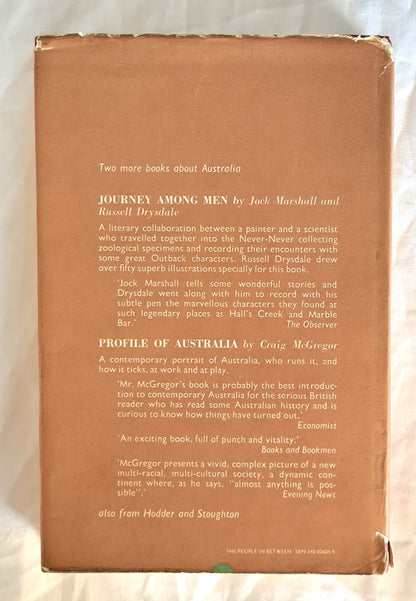 Two more books about Australia
JOURNEY AMONG MEN by Jock Marshall and
Russell Drysdale
A literary collaboration between a painter and a scientist
who travelled together into the Never-Never collecting
zoological specimens and recording their encounters with
some great Outback characters. Russell Drysdale drew
over fifty superb illustrations specially for this book.
'Jock Marshall tells some wonderful stories and
Drysdale went along with him to record with his
subtle pen the marvellous characters they found at
such legendary places as Hall's Creek and Marble
Bar.' The Observer
PROFILE OF AUSTRALIA by Craig McGregor
A contemporary portrait of Australia, who runs it, and
how it ticks, at work and at play.
'Mr. McGregor's book is probably the best introduc-
tion to contemporary Australia for the serious British
reader who has read some Australian history and is
curious to know how things have turned out.'
Economist
'An exciting book, full of punch and vitality.'
Books and Bookmen
'McGregor presents a vivid, complex picture of a new
multi-racial, multi-cultural society, a dynamic con-
tinent where, as he says, "almost anything is pos-
sible".' Evening News
also from Hodder and Stoughton
THE PEOPLE IN BETWEEN SBN 340 02604 9